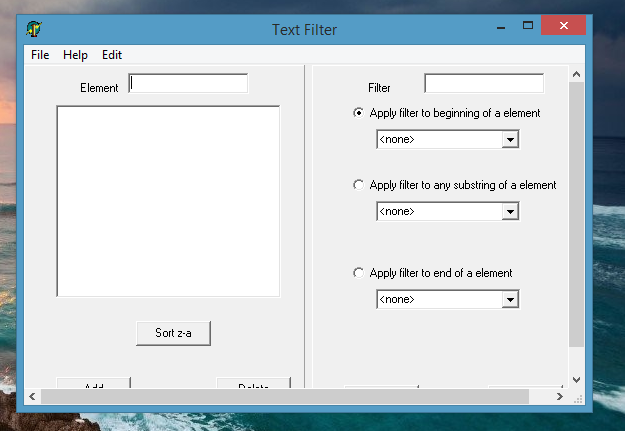 Text Filter
File Help Edit
Element
Filter
Apply filter to beginning of a element
<none>
Apply filter to any substring of a element
<none>
Apply filter to end of a element
<none>
Sort z-a
Add
Delete